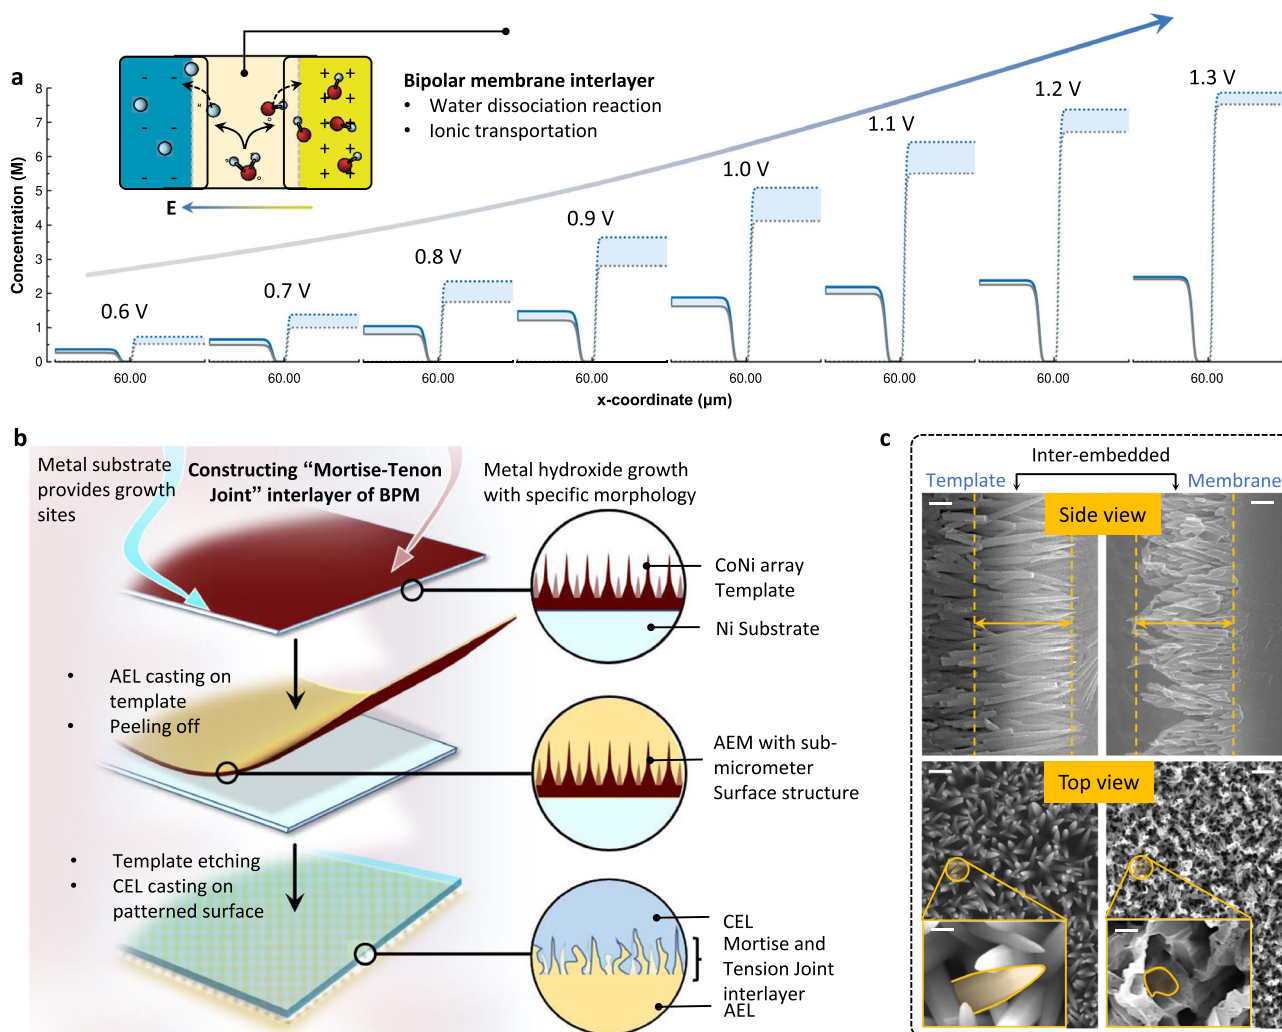 a
Bipolar membrane interlayer
• Water dissociation reaction
• Ionic transportation
E
Concentration (M)
8
7
6
5
4
3
2
1
0
0.6 V
0.7 V
0.8 V
0.9 V
1.0 V
1.1 V
1.2 V
1.3 V
60.00
60.00
60.00
60.00
60.00
60.00
60.00
60.00
x-coordinate (μm)
b
Metal substrate
provides growth
sites
Constructing “Mortise-Tenon
Joint” interlayer of BPM
Metal hydroxide growth
with specific morphology
CoNi array
Template
Ni Substrate
• AEL casting on
template
• Peeling off
AEM with sub-
micrometer
Surface structure
• Template etching
• CEL casting on
patterned surface
CEL
Mortise and
Tension Joint
interlayer
AEL
c
Inter-embedded
Template
Membrane
Side view
Top view